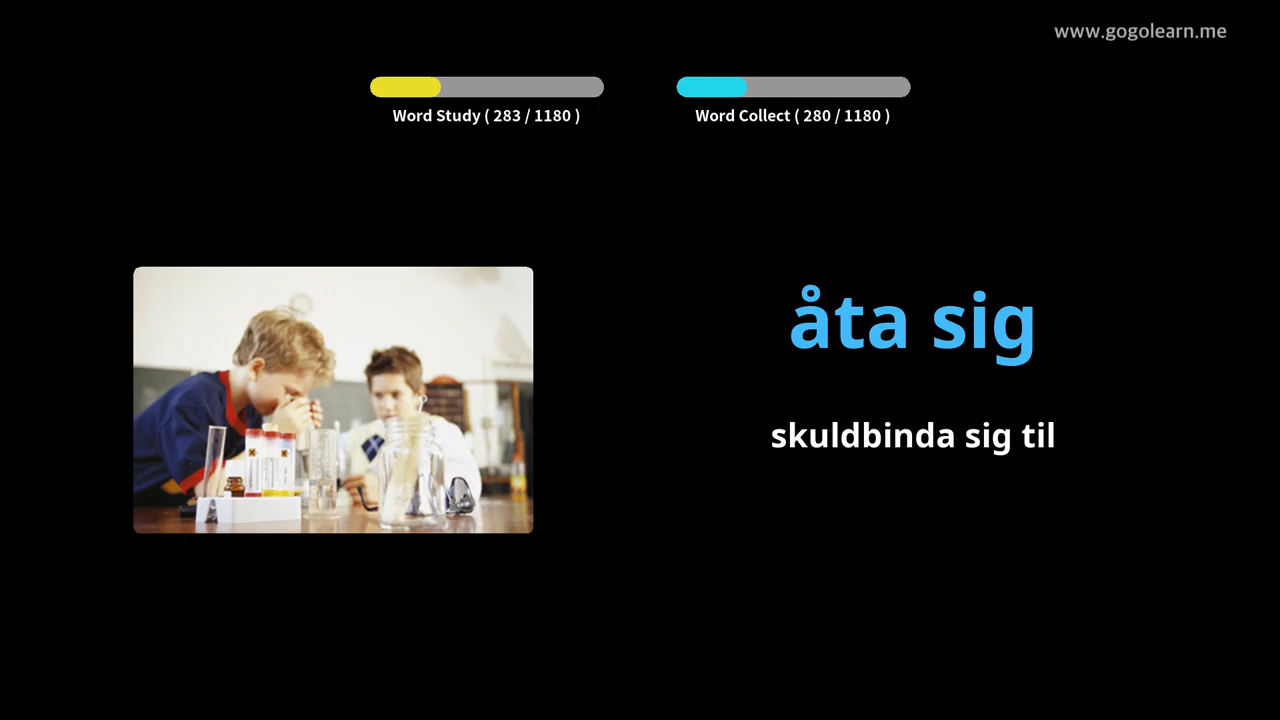 www.gogolearn.me
Word Study ( 283 / 1180 )
Word Collect ( 280 / 1180 )
åta sig
skuldbinda sig til